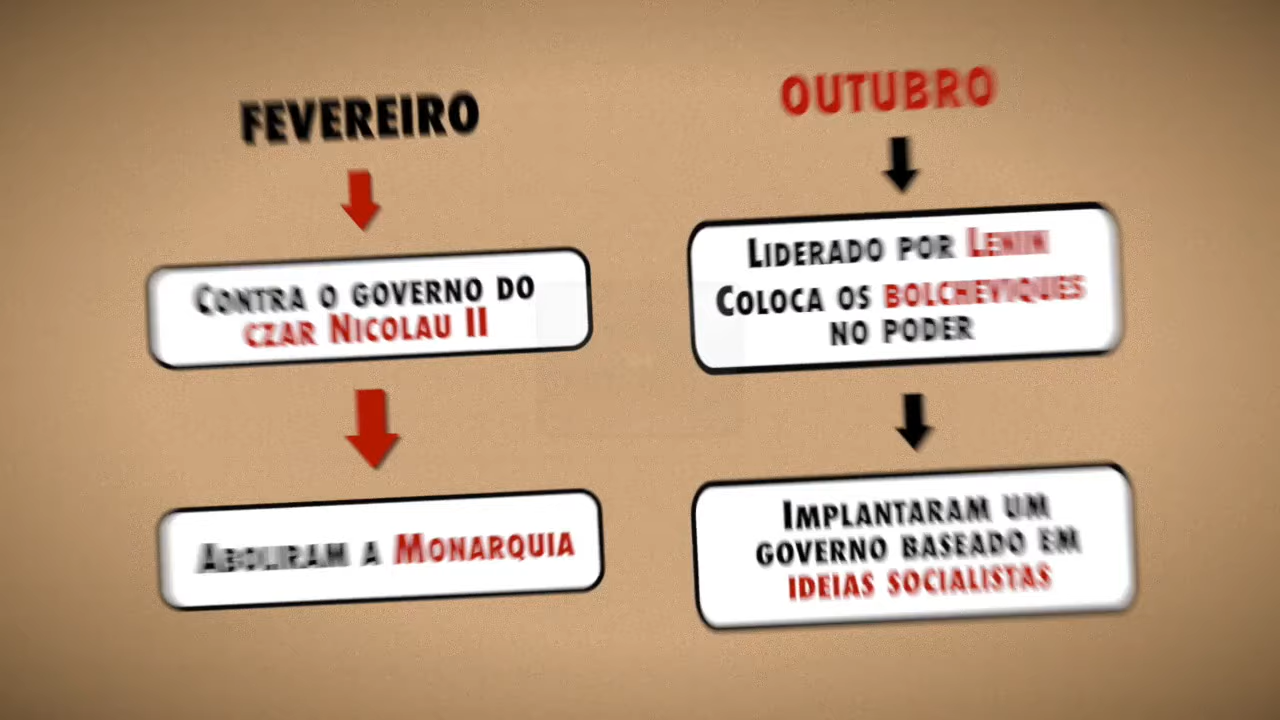 FEVEREIRO
CONTRA O GOVERNO DO
CZAR NICOLAU II
ABOLIRAM A MONARQUIA
OUTUBRO
LIDERADO POR LENIN
COLOCA OS BOLCHEVIQUES
NO PODER
IMPLANTARAM UM
GOVERNO BASEADO EM
IDEIAS SOCIALISTAS